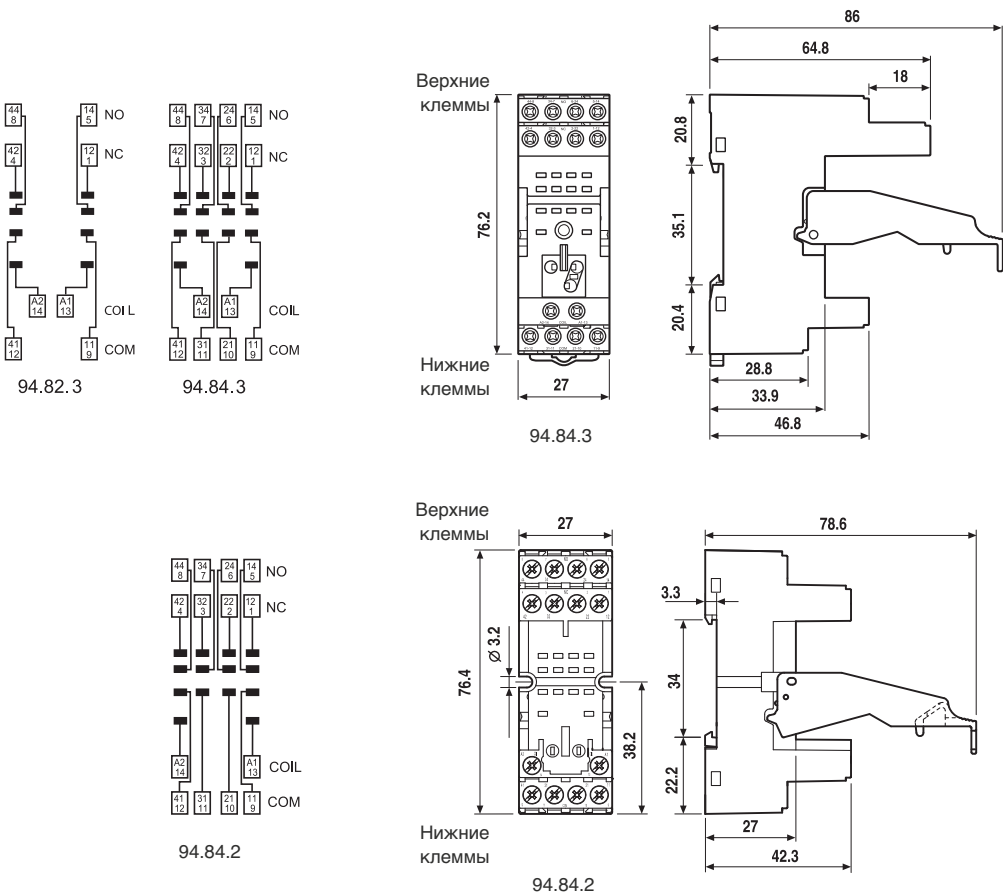 44 8
14 5
NO
42 4
12 1
NC
A2 14
A1 13
COIL
41 12
11 9
COM
94.82.3
44 8
34 7
24 6
14 5
NO
42 4
32 3
22 2
12 1
NC
A2 14
A1 13
COIL
41 12
31 11
21 10
11 9
COM
94.84.3
Верхние
клеммы
76.2
Нижние
клеммы
27
94.84.3
86
64.8
18
20.8
35.1
20.4
28.8
33.9
46.8
44 8
34 7
24 6
14 5
NO
42 4
32 3
22 2
12 1
NC
A2 14
A1 13
COIL
41 12
31 11
21 10
11 9
COM
94.84.2
Верхние
клеммы
27
Ø 3.2
76.4
38.2
Нижние
клеммы
94.84.2
78.6
3.3
34
22.2
27
42.3